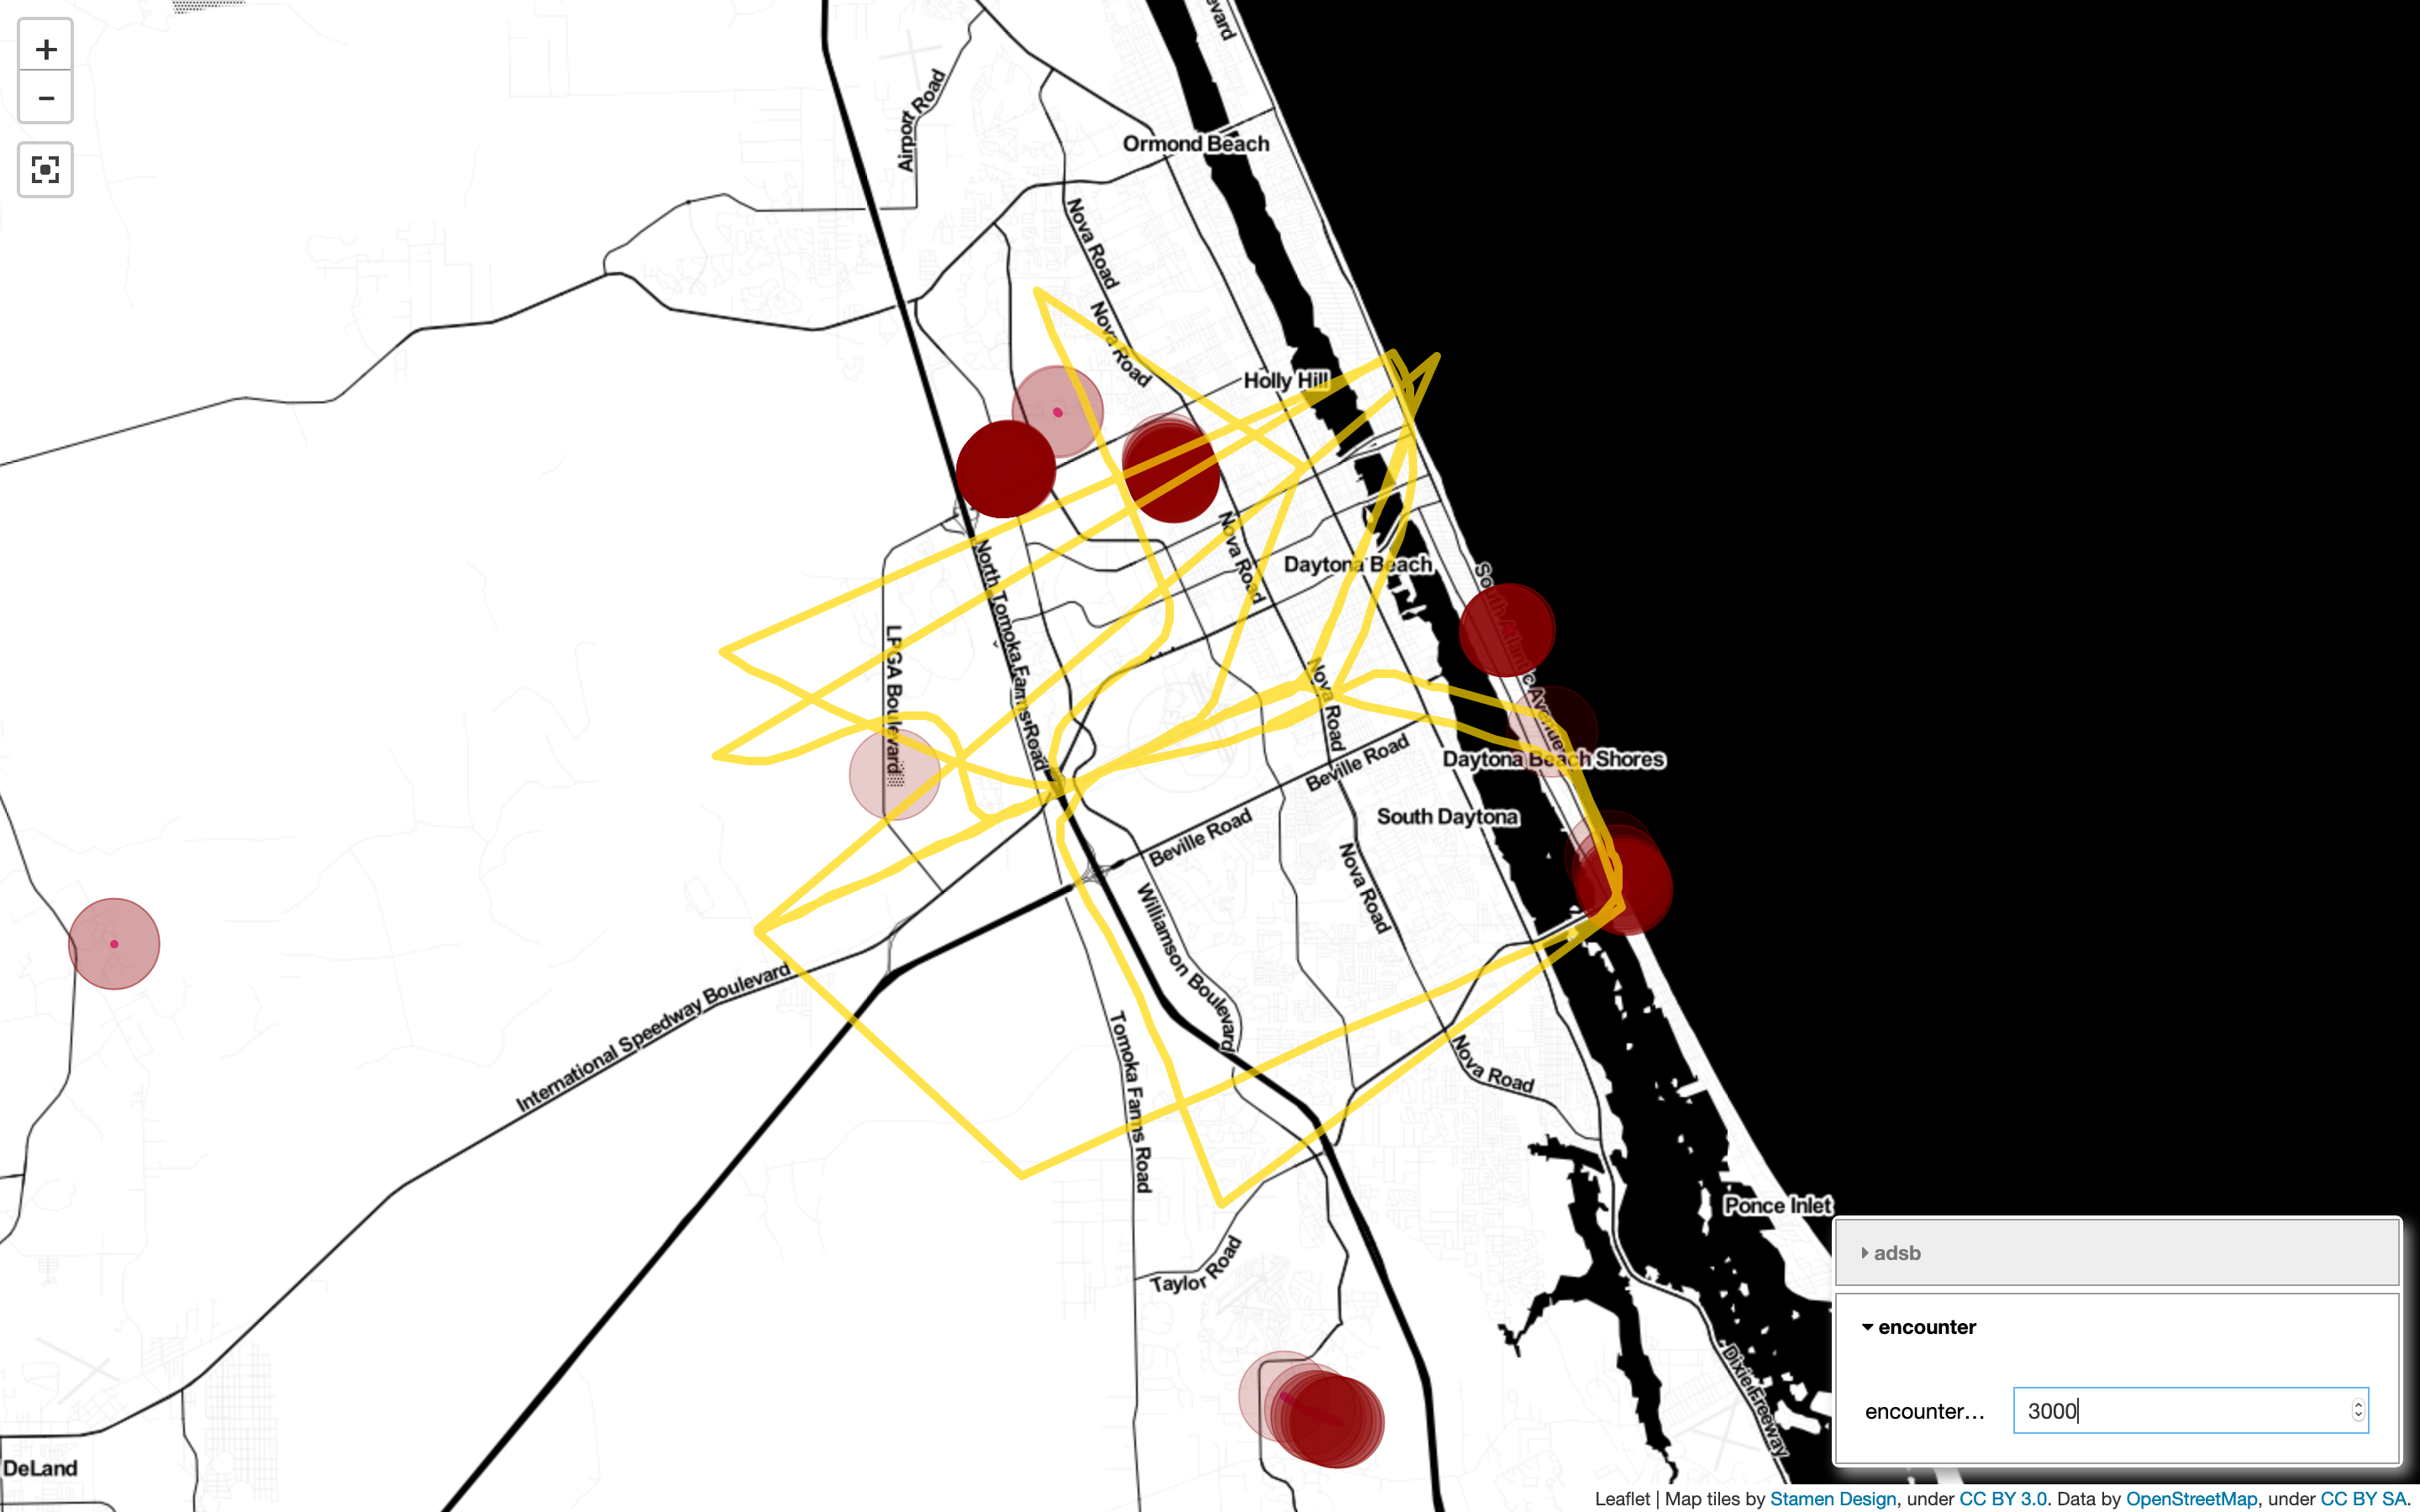 +
−
evard
Airport Road
Ormond Beach
Nova Road
Nova Road
Holly Hill
Nova Road
Daytona Beach
South Atlantic Avenue
North Tomoka Farms Road
LPGA Boulevard
Nova Road
Beville Road
Daytona Beach Shores
South Daytona
Beville Road
Nova Road
Williamson Boulevard
International Speedway Boulevard
Tomoka Farms Road
Nova Road
Ponce Inlet
Taylor Road
Dixie Freeway
DeLand
adsb
encounter
encounter... 3000
Leaflet | Map tiles by Stamen Design, under CC BY 3.0. Data by OpenStreetMap, under CC BY SA.